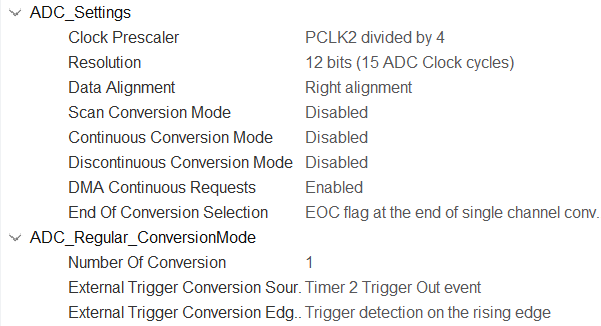 ADC_Settings
Clock Prescaler PCLK2 divided by 4
Resolution 12 bits (15 ADC Clock cycles)
Data Alignment Right alignment
Scan Conversion Mode Disabled
Continuous Conversion Mode Disabled
Discontinuous Conversion Mode Disabled
DMA Continuous Requests Enabled
End Of Conversion Selection EOC flag at the end of single channel conv.
ADC_Regular_ConversionMode
Number Of Conversion 1
External Trigger Conversion Sour. Timer 2 Trigger Out event
External Trigger Conversion Edg.. Trigger detection on the rising edge